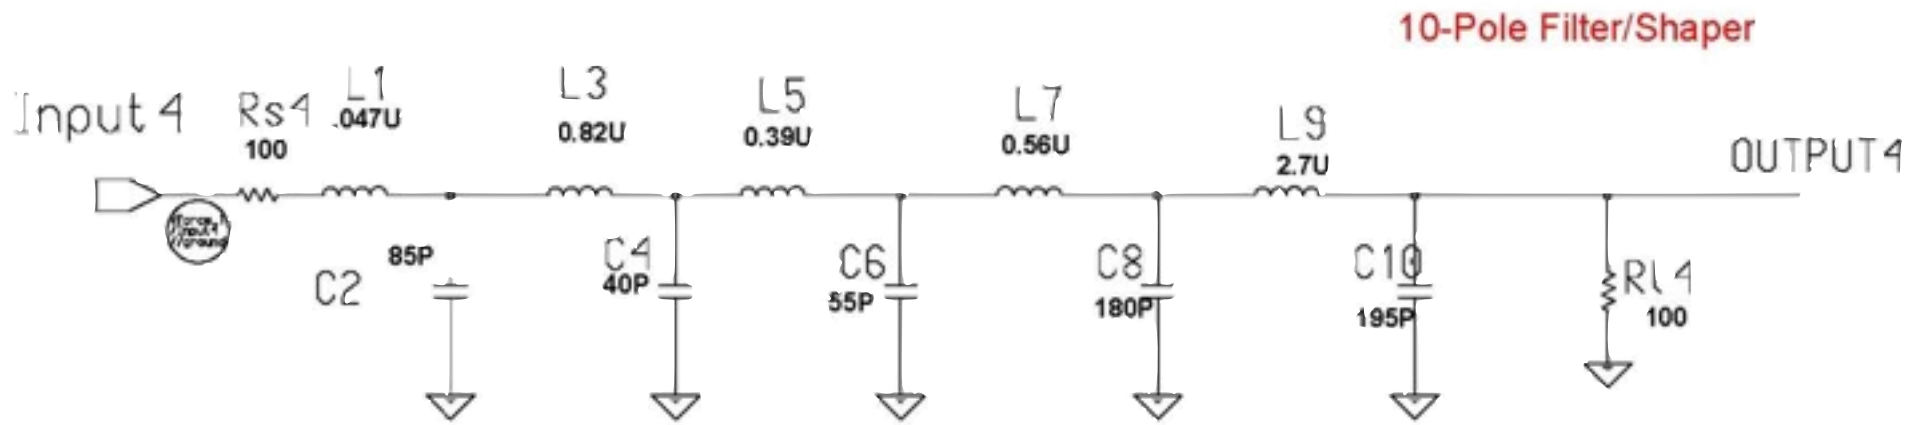 10-Pole Filter/Shaper
Input 4
Rs4
100
L1
.047U
L3
0.82U
L5
0.39U
L7
0.56U
L9
2.7U
OUTPUT4
C2
85P
C4
40P
C6
55P
C8
180P
C10
195P
Rl4
100